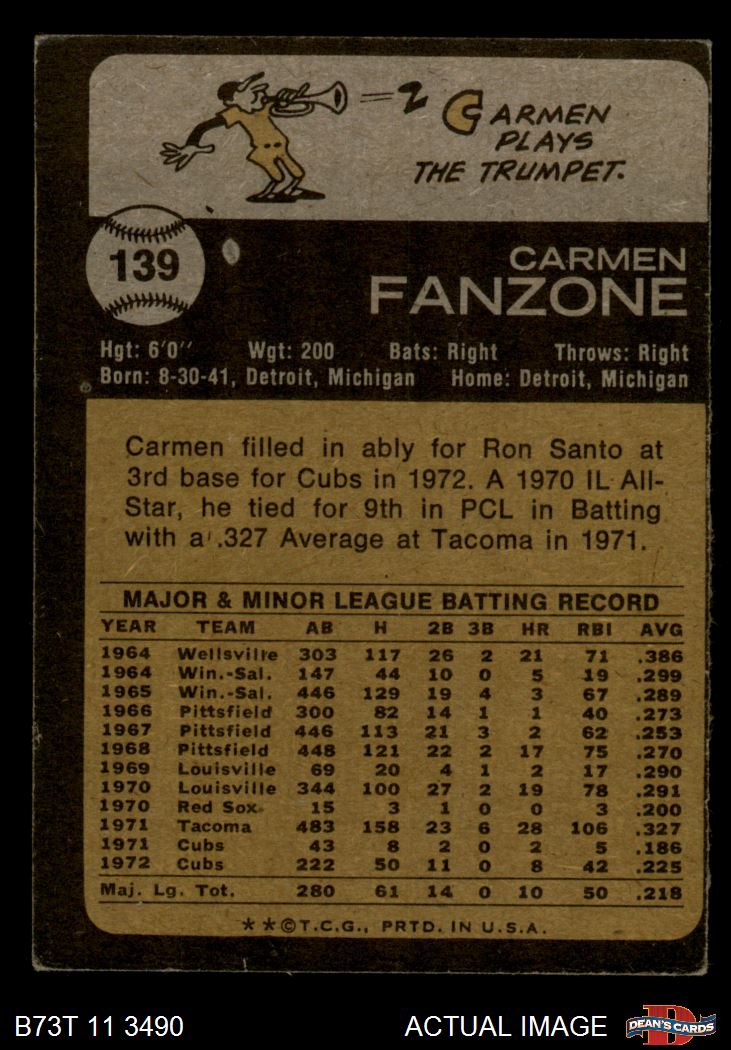 CARMEN
PLAYS
THE TRUMPET.
139
CARMEN
FANZONE
Hgt: 6'0" Wgt: 200 Bats: Right Throws: Right
Born: 8-30-41, Detroit, Michigan Home: Detroit, Michigan
Carmen filled in ably for Ron Santo at
3rd base for Cubs in 1972. A 1970 IL All-
Star, he tied for 9th in PCL in Batting
with a .327 Average at Tacoma in 1971.
MAJOR & MINOR LEAGUE BATTING RECORD
YEAR TEAM AB H 2B 3B HR RBI AVG
1964 Wellsville 303 117 26 2 21 71 .386
1964 Win.-Sal. 147 44 10 0 5 19 .299
1965 Win.-Sal. 446 129 19 4 3 67 .289
1966 Pittsfield 300 82 14 1 1 40 .273
1967 Pittsfield 446 113 21 3 2 62 .253
1968 Pittsfield 448 121 22 2 17 75 .270
1969 Louisville 69 20 4 1 2 17 .290
1970 Louisville 344 100 27 2 19 78 .291
1970 Red Sox 15 3 1 0 0 3 .200
1971 Tacoma 483 158 23 6 28 106 .327
1971 Cubs 43 8 2 0 2 5 .186
1972 Cubs 222 50 11 0 8 42 .225
Maj. Lg. Tot. 280 61 14 0 10 50 .218
**©T.C.G., PRTD. IN U.S.A.
B73T 11 3490 ACTUAL IMAGE DEAN'S CARDS